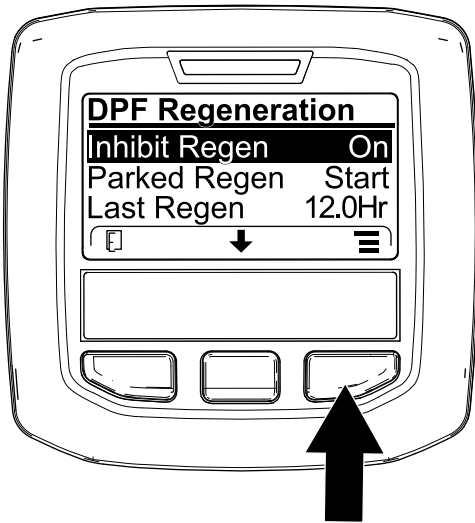 DPF Regeneration
Inhibit Regen On
Parked Regen Start
Last Regen 12.0Hr